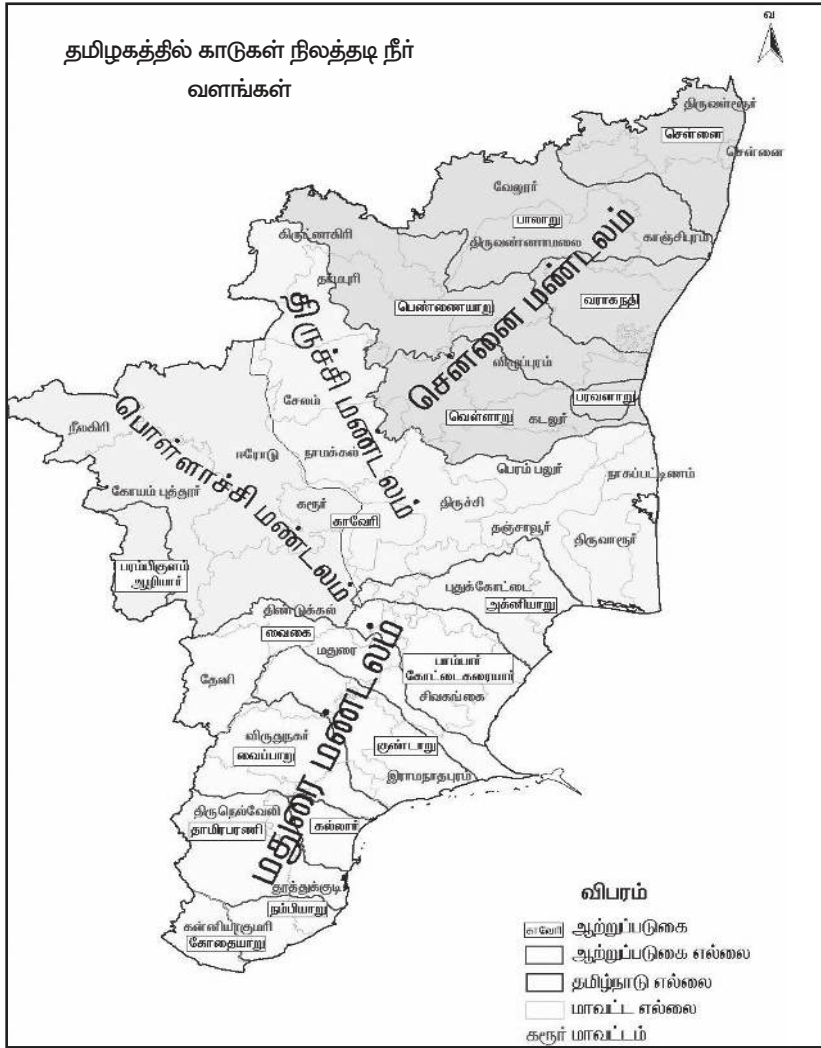 தமிழகத்தில் காடுகள் நிலத்தடி நீர்
வளங்கள்
வ
திருவள்ளூர்
சென்னை
சென்னை
வேலூர்
பாலாறு
திருவண்ணாமலை
காஞ்சிபுரம்
கிருட்ணகிரி
தர்மபுரி
பெண்ணையாறு
வராகநதி
சென்னை மண்டலம்
விழுப்புரம்
பரவனாறு
வெள்ளாறு
கடலூர்
திருச்சி மண்டலம்
சேலம்
நாமக்கல்
நீலகிரி
பொள்ளாச்சி மண்டலம்
ஈரோடு
பெரம்பலூர்
நாகப்பட்டிணம்
கோயம்புத்தூர்
கரூர்
காவேரி
திருச்சி
தஞ்சாவூர்
திருவாரூர்
பரம்பிகுளம்
ஆழியார்
புதுக்கோட்டை
அக்னியாறு
திண்டுக்கல்
வைகை
மதுரை
தேனி
பாம்பார்
கோட்டைகரையார்
சிவகங்கை
மதுரை மண்டலம்
விருதுநகர்
வைப்பாறு
குண்டாறு
இராமநாதபுரம்
திருநெல்வேலி
தாமிரபரணி
கல்லார்
தூத்துக்குடி
நம்பியாறு
கன்னியாகுமரி
கோதையாறு
விபரம்
காவேரி ஆற்றுப்படுகை
ஆற்றுப்படுகை எல்லை
தமிழ்நாடு எல்லை
மாவட்ட எல்லை
கரூர் மாவட்டம்